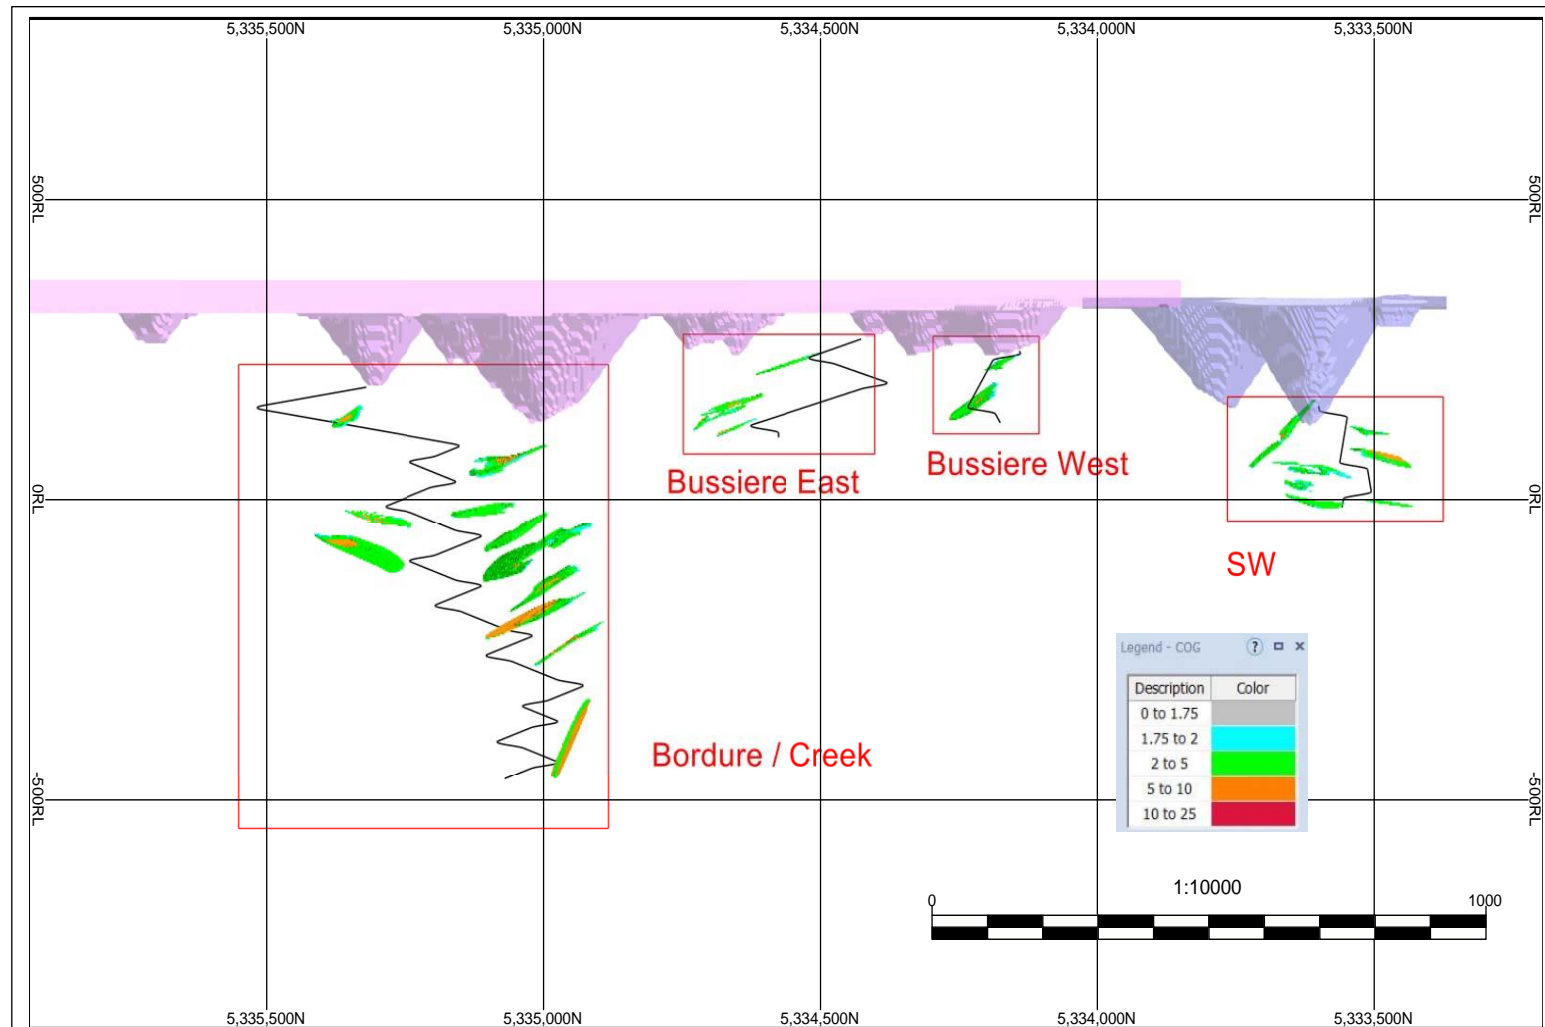 5,335,500N 5,335,000N 5,334,500N 5,334,000N 5,333,500N
500RL 500RL
Bussiere East
Bussiere West
0RL 0RL
SW
Legend - COG ? x
Description Color
0 to 1.75
1.75 to 2
2 to 5
5 to 10
10 to 25
Bordure / Creek
-500RL -500RL
1:10000
0 1000
5,335,500N 5,335,000N 5,334,500N 5,334,000N 5,333,500N